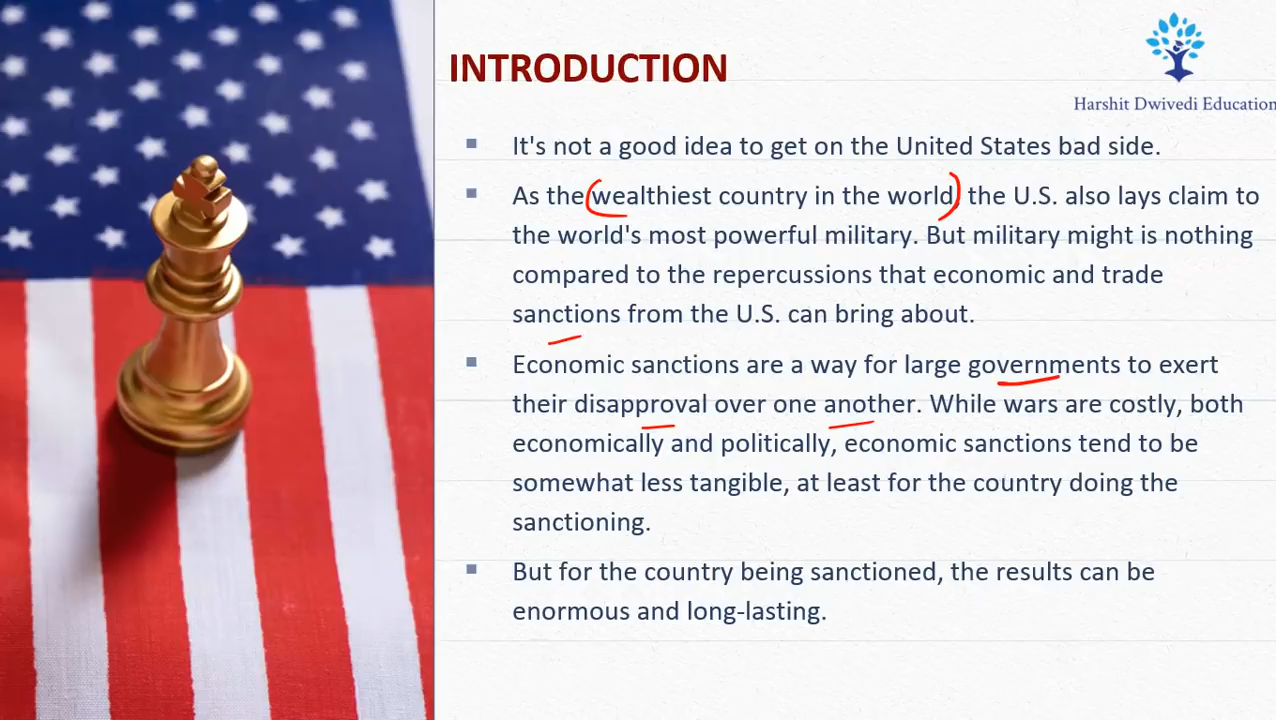 INTRODUCTION
Harshit Dwivedi Education
It's not a good idea to get on the United States bad side.
As the wealthiest country in the world, the U.S. also lays claim to
the world's most powerful military. But military might is nothing
compared to the repercussions that economic and trade
sanctions from the U.S. can bring about.
Economic sanctions are a way for large governments to exert
their disapproval over one another. While wars are costly, both
economically and politically, economic sanctions tend to be
somewhat less tangible, at least for the country doing the
sanctioning.
But for the country being sanctioned, the results can be
enormous and long-lasting.